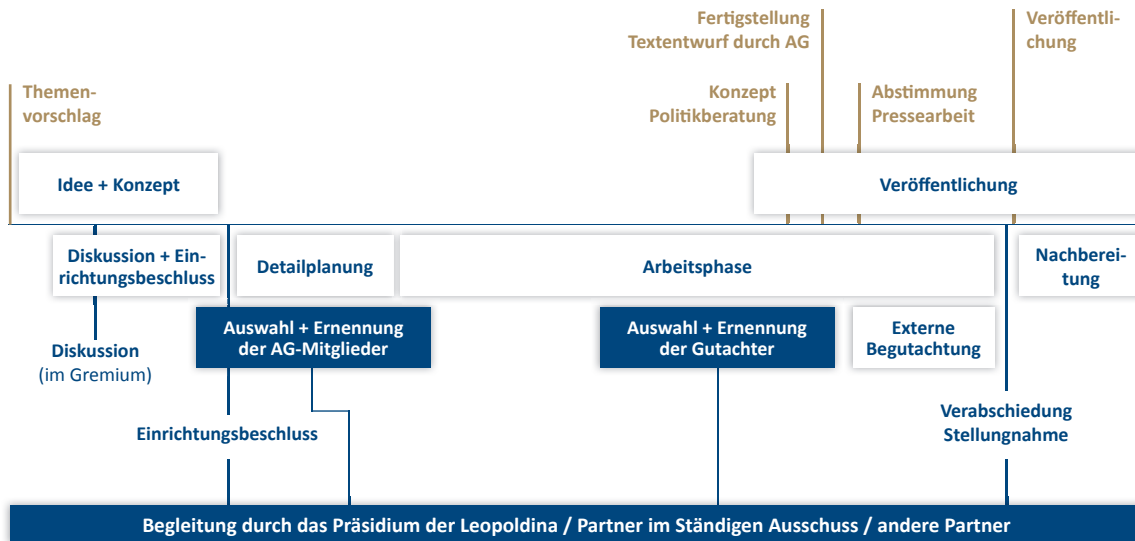 Fertigstellung
Textentwurf durch AG
Veröffentli-
chung
Themen-
vorschlag
Konzept
Politikberatung
Abstimmung
Pressearbeit
Idee + Konzept
Veröffentlichung
Diskussion + Ein-
richtungsbeschluss
Detailplanung
Arbeitsphase
Nachberei-
tung
Auswahl + Ernennung
der AG-Mitglieder
Auswahl + Ernennung
der Gutachter
Externe
Begutachtung
Diskussion
(im Gremium)
Einrichtungsbeschluss
Verabschiedung
Stellungnahme
Begleitung durch das Präsidium der Leopoldina / Partner im Ständigen Ausschuss / andere Partner